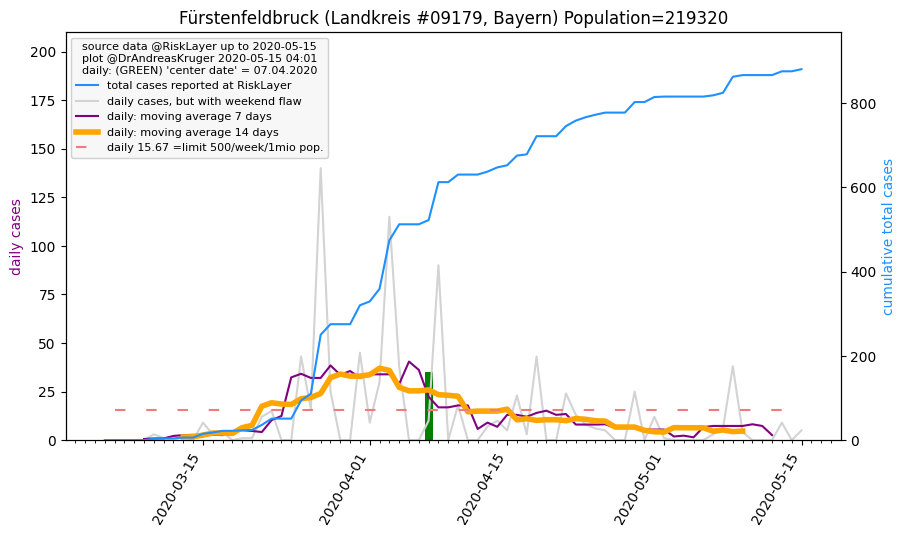 Fürstenfeldbruck (Landkreis #09179, Bayern) Population=219320
source data @RiskLayer up to 2020-05-15
plot @DrAndreasKruger 2020-05-15 04:01
daily: (GREEN) 'center date' = 07.04.2020
total cases reported at RiskLayer
daily cases, but with weekend flaw
daily: moving average 7 days
daily: moving average 14 days
daily 15.67 =limit 500/week/1mio pop.
daily cases
200
175
150
125
100
75
50
25
0
800
600
400
200
0
cumulative total cases
2020-03-15
2020-04-01
2020-04-15
2020-05-01
2020-05-15